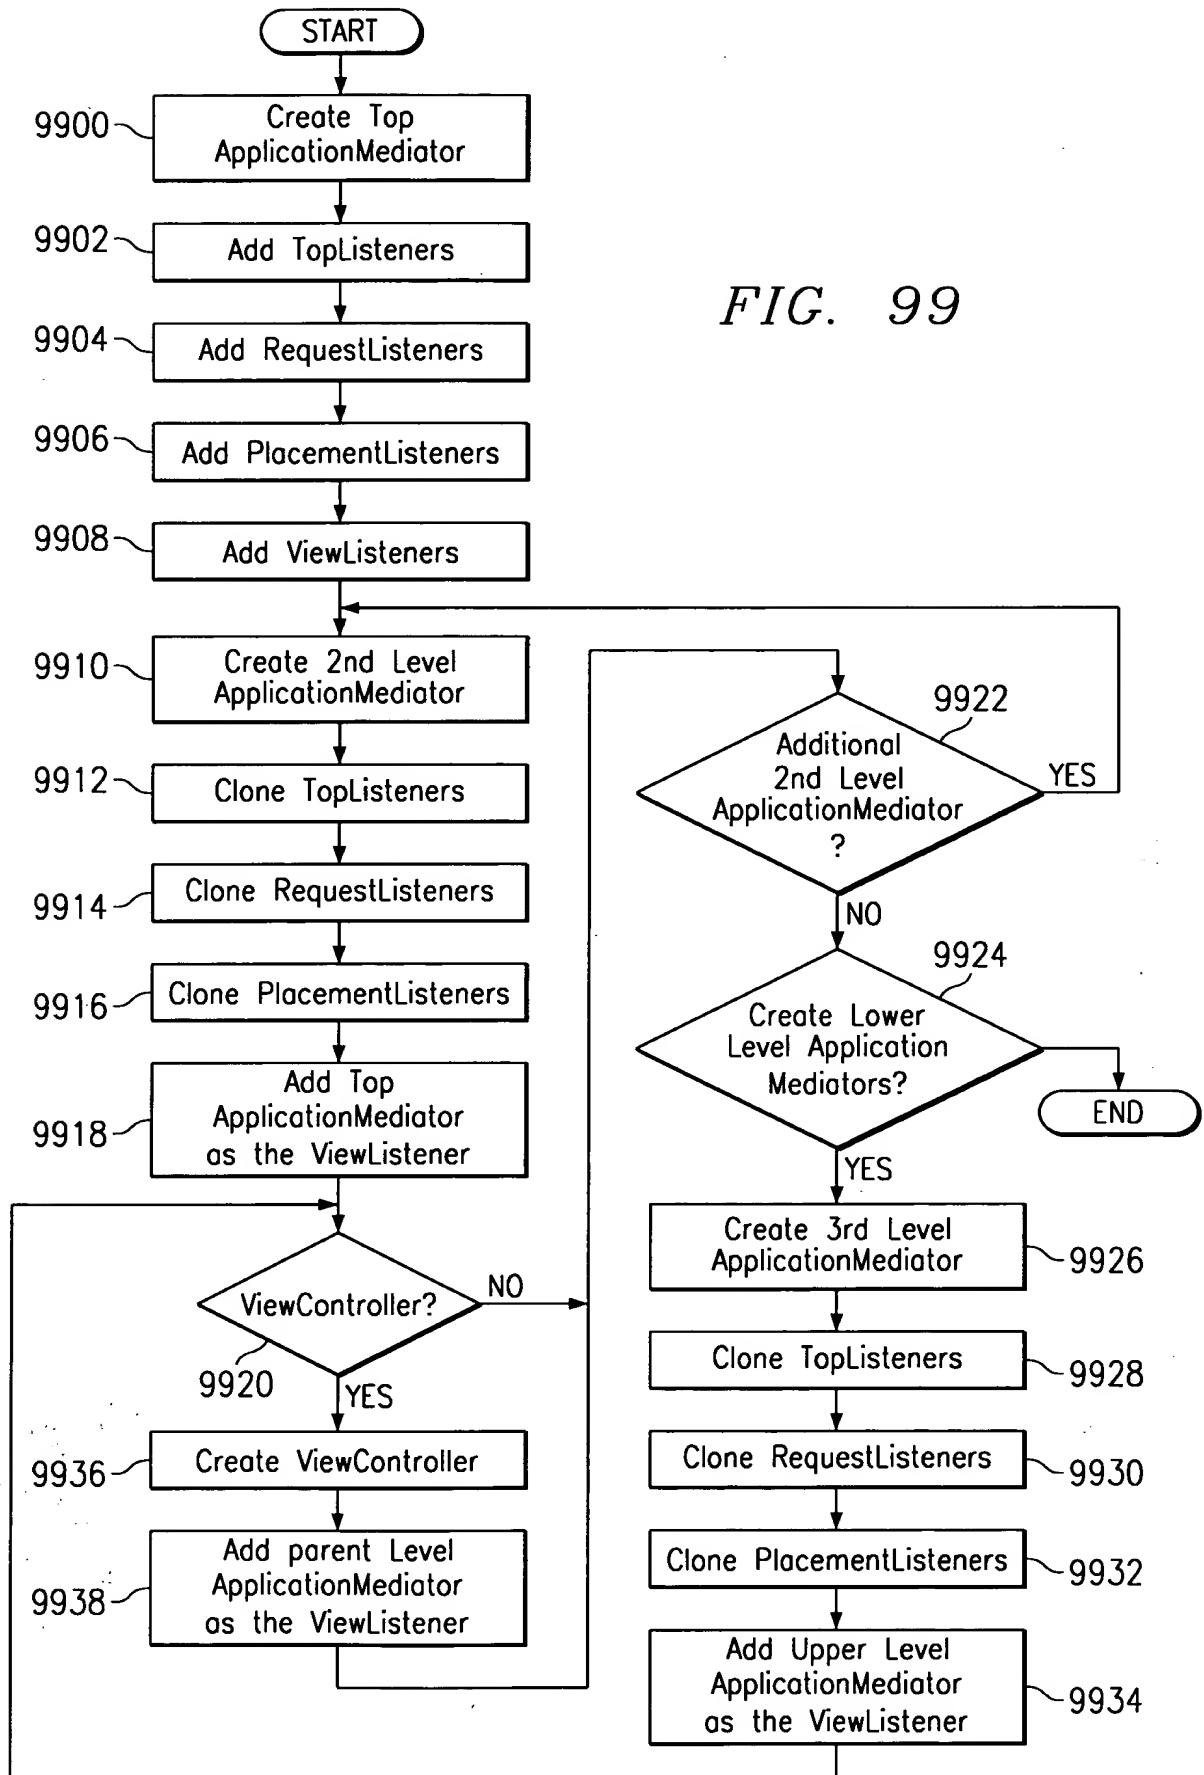 START
9900
Create Top
ApplicationMediator
9902
Add TopListeners
FIG. 99
9904
Add RequestListeners
9906
Add PlacementListeners
9908
Add ViewListeners
9910
Create 2nd Level
ApplicationMediator
9912
Clone TopListeners
9914
Clone RequestListeners
9916
Clone PlacementListeners
9918
Add Top
ApplicationMediator
as the ViewListener
ViewController?
NO
9920
YES
9936
Create ViewController
9938
Add parent Level
ApplicationMediator
as the ViewListener
9922
Additional
2nd Level
ApplicationMediator
?
YES
NO
9924
Create Lower
Level Application
Mediators?
END
YES
Create 3rd Level
ApplicationMediator
9926
Clone TopListeners
9928
Clone RequestListeners
9930
Clone PlacementListeners
9932
Add Upper Level
ApplicationMediator
as the ViewListener
9934